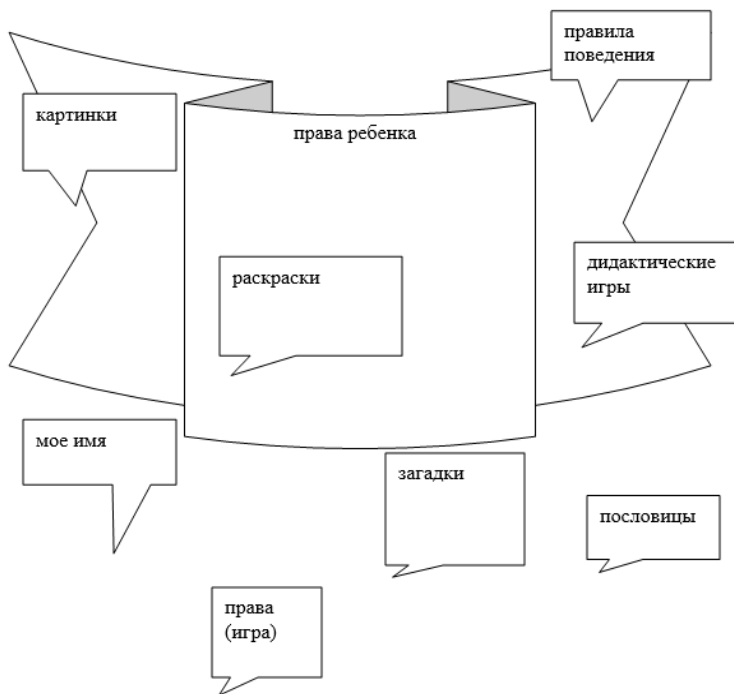 правила
поведения
картинки
права ребенка
раскраски
дидактические
игры
мое имя
загадки
пословицы
права
(игра)